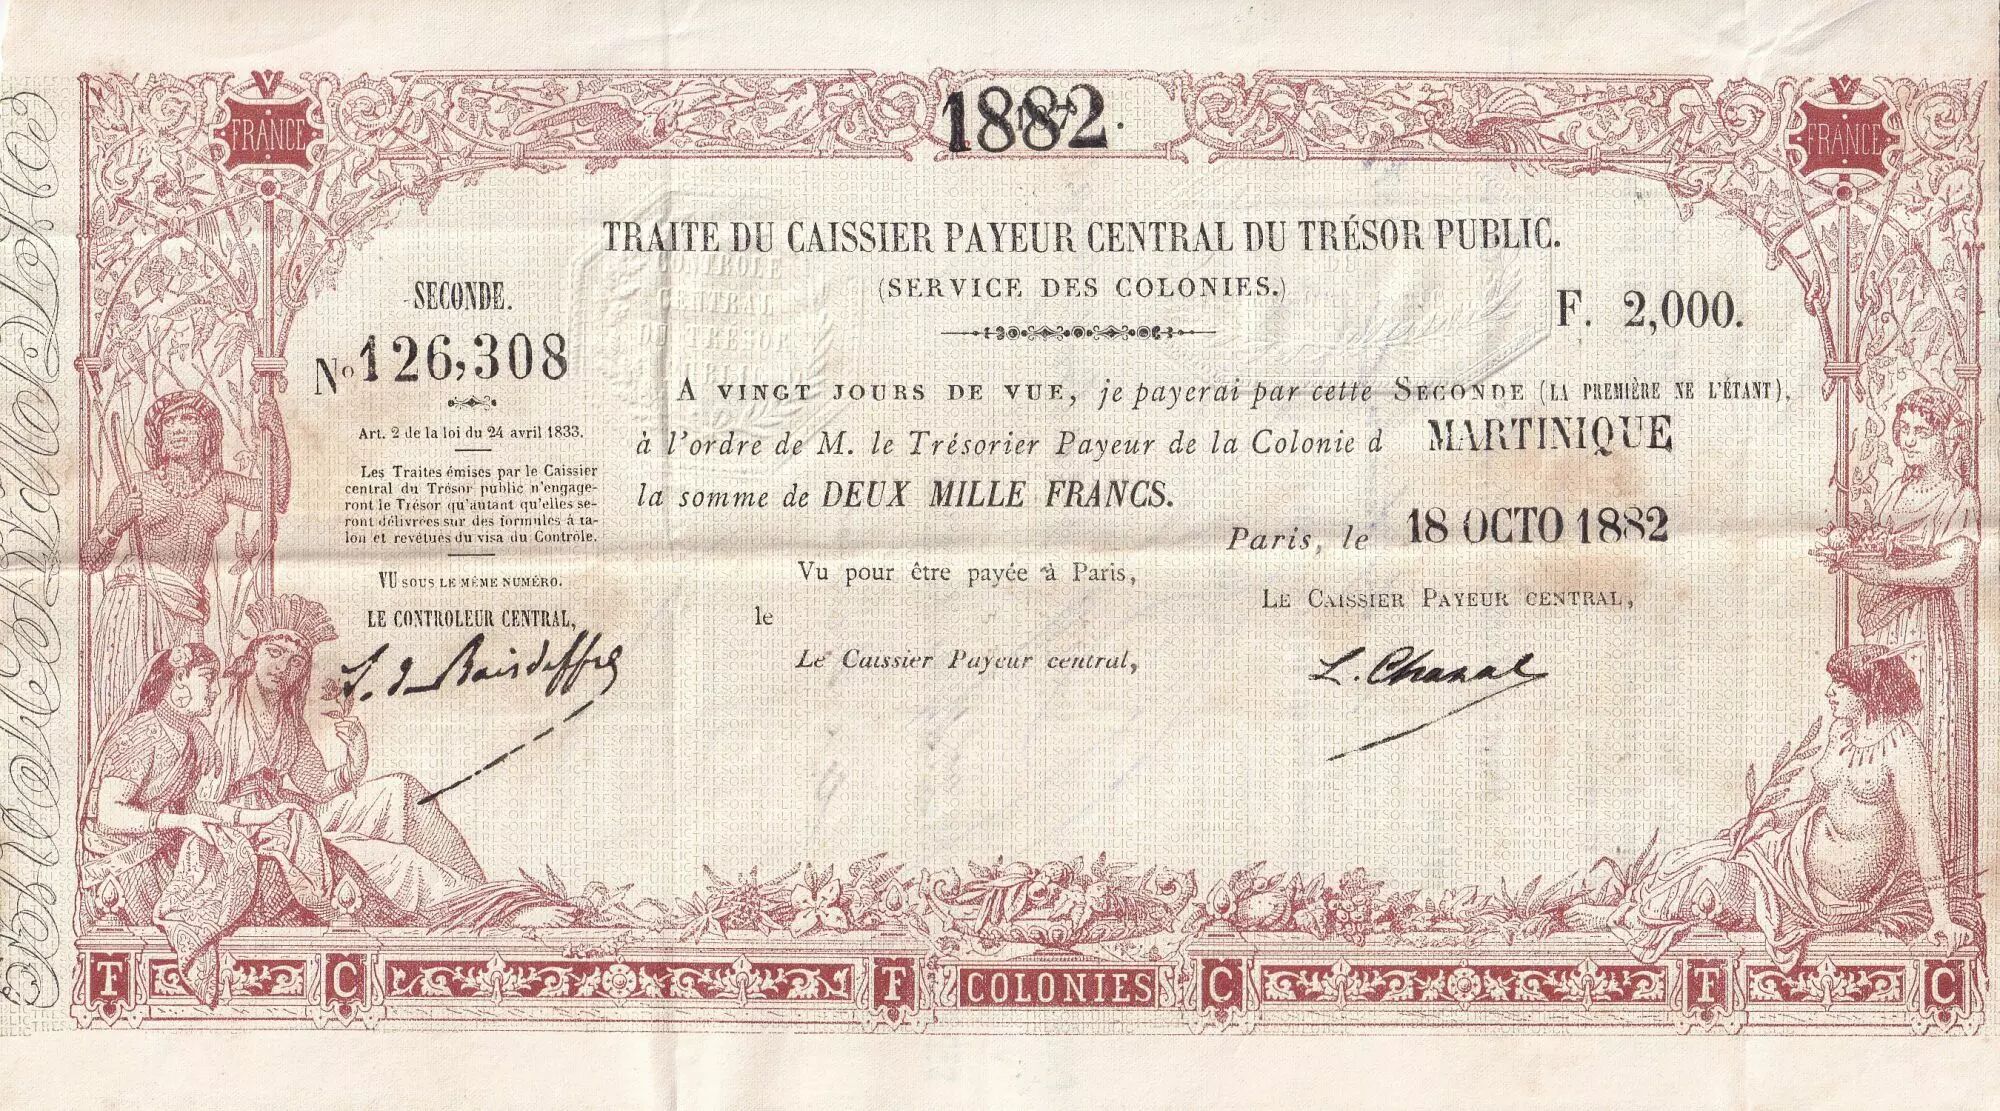 1882.
FRANCE
FRANCE
TRAITE DU CAISSIER PAYEUR CENTRAL DU TRÉSOR PUBLIC.
(SERVICE DES COLONIES.)
SECONDE.
F. 2,000.
No 126,308
CONTROLE
CENTRAL
DU TRÉSOR
PUBLIC
A VINGT JOURS DE VUE, je payerai par cette SECONDE (LA PREMIÈRE NE L'ÉTANT),
à l'ordre de M. le Trésorier Payeur de la Colonie d MARTINIQUE
la somme de DEUX MILLE FRANCS.
Paris, le 18 OCTO 1882
Art. 2 de la loi du 24 avril 1833.
Les Traites émises par le Caissier
central du Trésor public n'engage-
ront le Trésor qu'autant qu'elles se-
ront délivrées sur des formules à ta-
lon et revêtues du visa du Contrôle.
VU SOUS LE MÊME NUMÉRO.
LE CONTROLEUR CENTRAL,
Vu pour être payée à Paris,
le
Le Caissier Payeur central,
LE CAISSIER PAYEUR CENTRAL,
L. Chanal
T C T COLONIES C T C